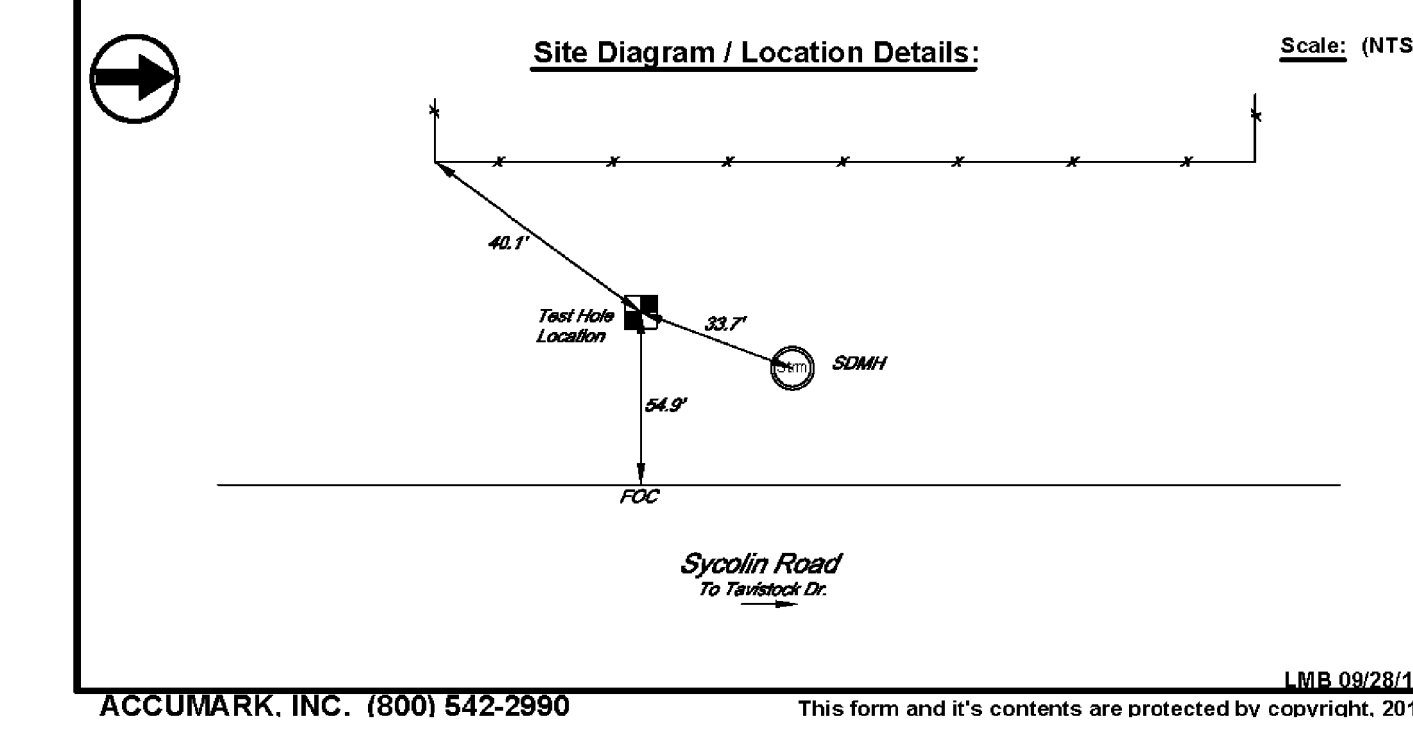 Site Diagram / Location Details:
Scale: (NTS
40.1'
Test Hole
Location
33.7'
Strm
SDMH
54.9'
FOC
Sycolin Road
To Tavistock Dr.
LMB 09/28/1
ACCUMARK, INC. (800) 542-2990
This form and it's contents are protected by copyright, 201